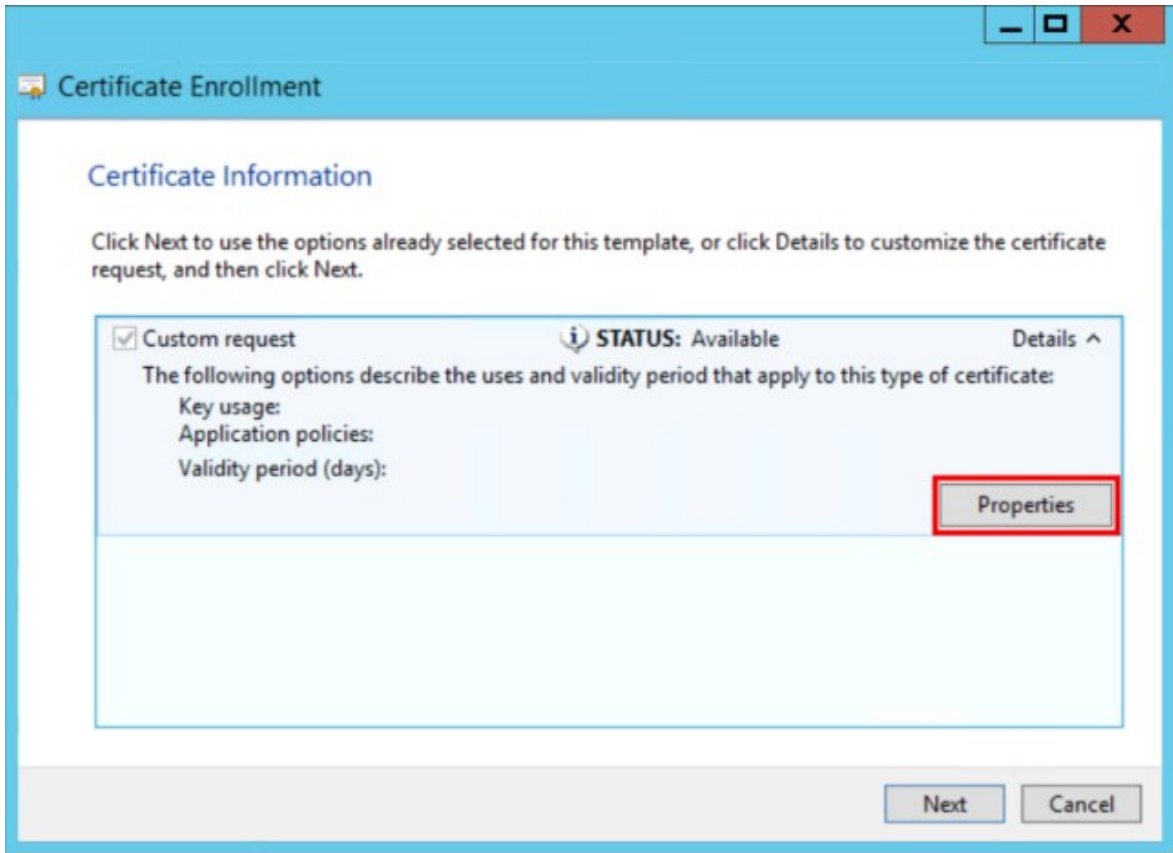 Certificate Enrollment
Certificate Information
Click Next to use the options already selected for this template, or click Details to customize the certificate
request, and then click Next.
Custom request STATUS: Available Details
The following options describe the uses and validity period that apply to this type of certificate:
Key usage:
Application policies:
Validity period (days):
Properties
Next Cancel